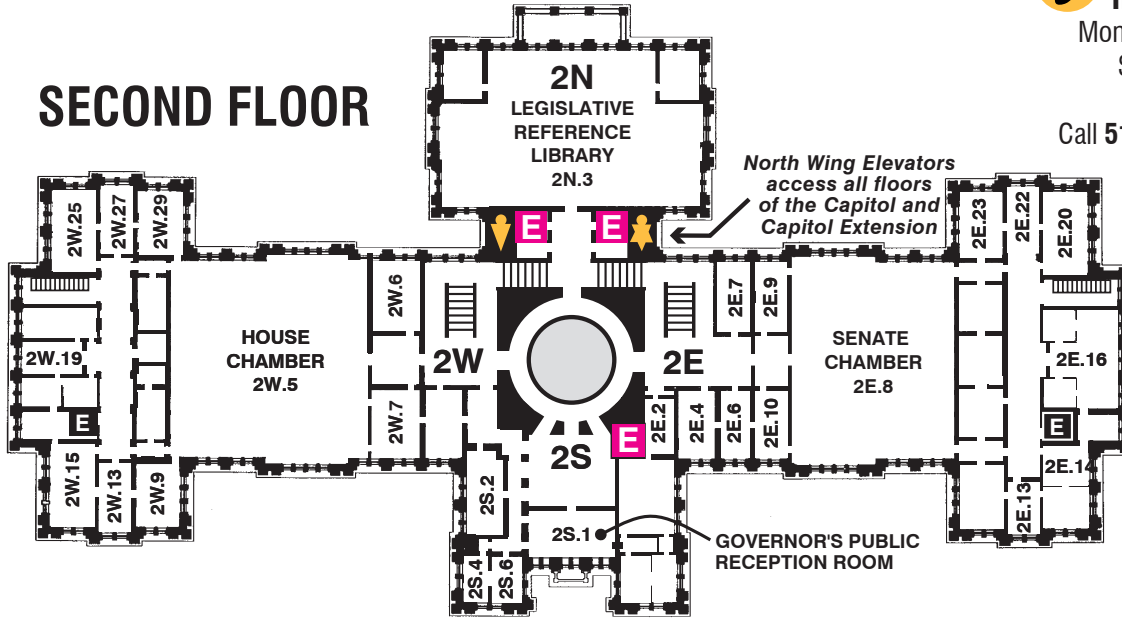 SECOND FLOOR
Mon
S
Call 51
2N
LEGISLATIVE
REFERENCE
LIBRARY
2N.3
North Wing Elevators
access all floors
of the Capitol and
Capitol Extension
E
E
2W.25
2W.27
2W.29
2E.23
2E.22
2E.20
2W.6
2E.7
2E.9
HOUSE
CHAMBER
2W.5
2W
2E
SENATE
CHAMBER
2E.8
2W.19
2E.16
E
E
E
2W.7
2E.2
2E.4
2E.6
2E.10
2W.15
2W.13
2W.9
2S
2E.14
2E.13
2S.2
2S.1
GOVERNOR'S PUBLIC
RECEPTION ROOM
2S.4
2S.6